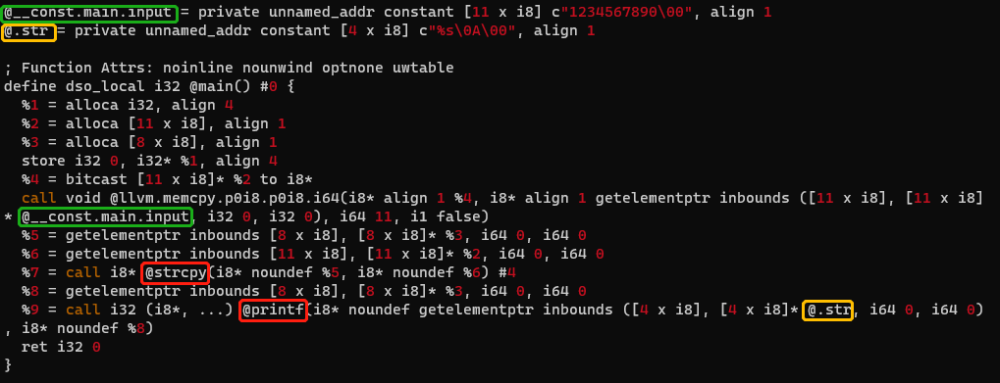 @__const.main.input = private unnamed_addr constant [11 x i8] c"1234567890\00", align 1
@.str = private unnamed_addr constant [4 x i8] c"%s\0A\00", align 1
; Function Attrs: noinline nounwind optnone uwtable
define dso_local i32 @main() #0 {
  %1 = alloca i32, align 4
  %2 = alloca [11 x i8], align 1
  %3 = alloca [8 x i8], align 1
  store i32 0, i32* %1, align 4
  %4 = bitcast [11 x i8]* %2 to i8*
  call void @llvm.memcpy.p0i8.p0i8.i64(i8* align 1 %4, i8* align 1 getelementptr inbounds ([11 x i8], [11 x i8]
* @__const.main.input, i32 0, i32 0), i64 11, i1 false)
  %5 = getelementptr inbounds [8 x i8], [8 x i8]* %3, i64 0, i64 0
  %6 = getelementptr inbounds [11 x i8], [11 x i8]* %2, i64 0, i64 0
  %7 = call i8* @strcpy(i8* noundef %5, i8* noundef %6) #4
  %8 = getelementptr inbounds [8 x i8], [8 x i8]* %3, i64 0, i64 0
  %9 = call i32 (i8*, ...) @printf(i8* noundef getelementptr inbounds ([4 x i8], [4 x i8]* @.str, i64 0, i64 0)
, i8* noundef %8)
  ret i32 0
}